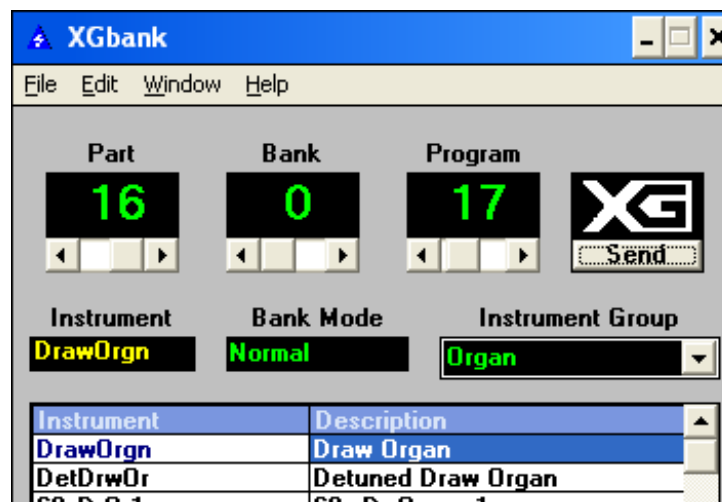 XGbank
File Edit Window Help
Part Bank Program
16 0 17
XG
Send
Instrument Bank Mode Instrument Group
DrawOrgn Normal Organ
Instrument Description
DrawOrgn Draw Organ
DetDrwOr Detuned Draw Organ